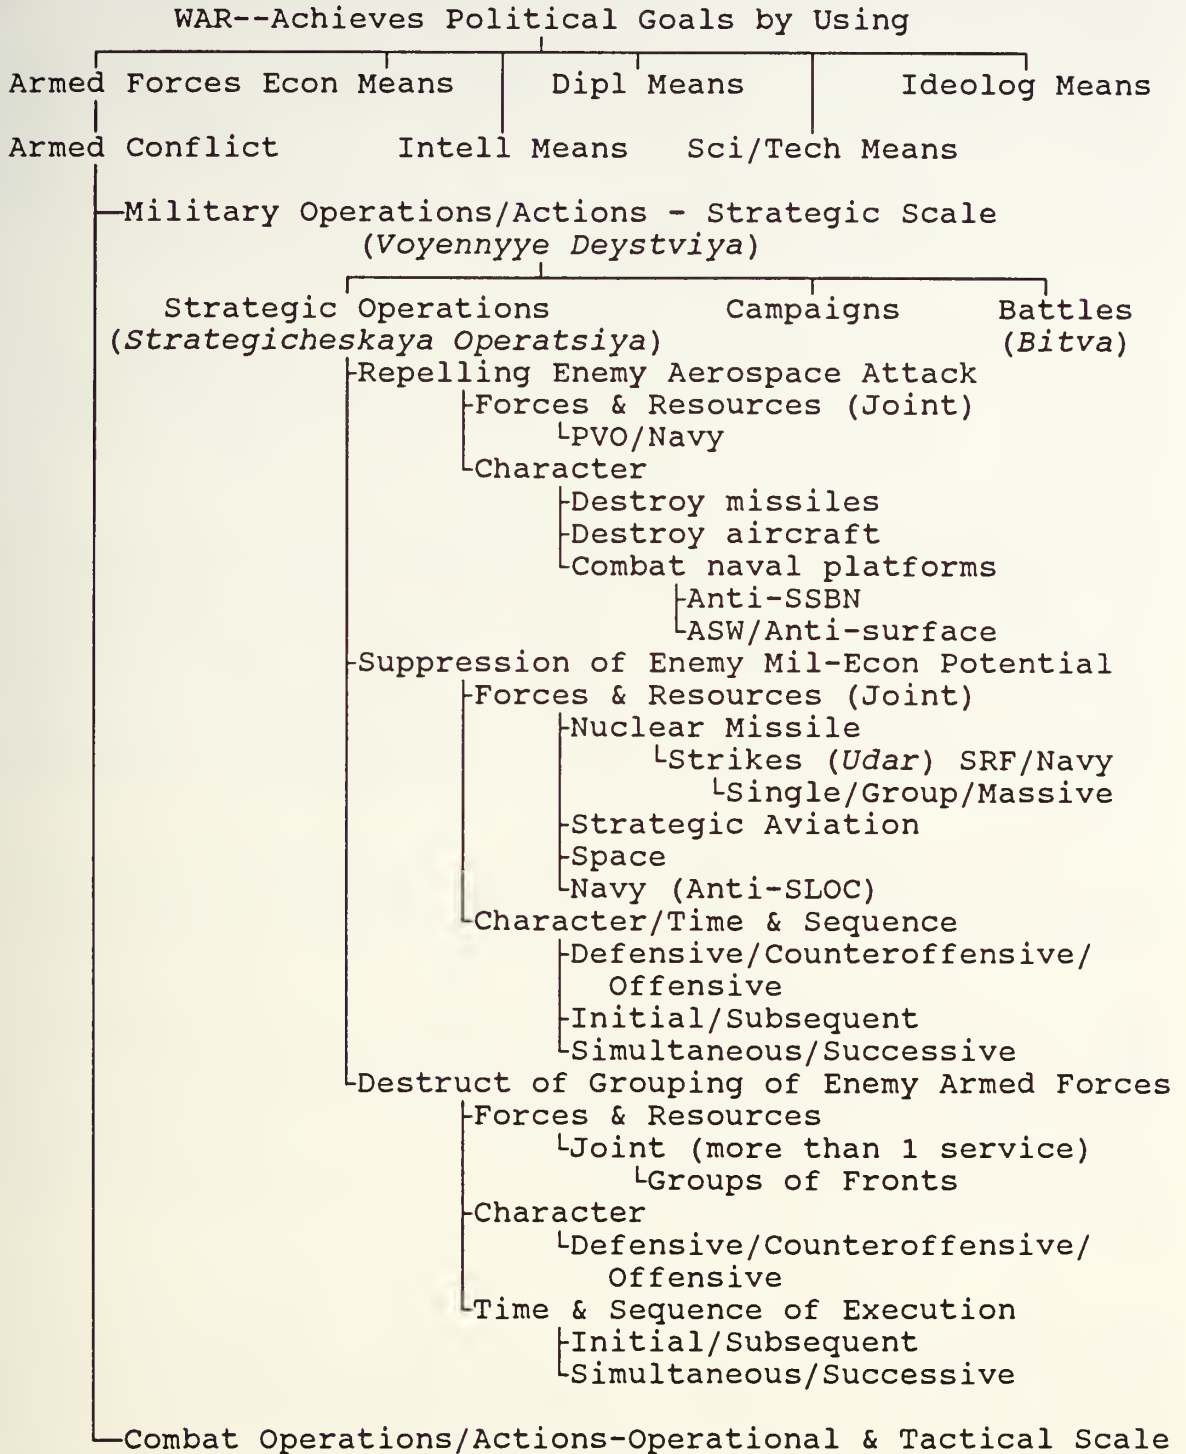 WAR--Achieves Political Goals by Using
Armed Forces Econ Means Dipl Means Ideolog Means
Armed Conflict Intell Means Sci/Tech Means
Military Operations/Actions - Strategic Scale
(Voyennyye Deystviya)
Strategic Operations Campaigns Battles
(Strategicheskaya Operatsiya) (Bitva)
Repelling Enemy Aerospace Attack
Forces & Resources (Joint)
PVO/Navy
Character
Destroy missiles
Destroy aircraft
Combat naval platforms
Anti-SSBN
ASW/Anti-surface
Suppression of Enemy Mil-Econ Potential
Forces & Resources (Joint)
Nuclear Missile
Strikes (Udar) SRF/Navy
Single/Group/Massive
Strategic Aviation
Space
Navy (Anti-SLOC)
Character/Time & Sequence
Defensive/Counteroffensive/
Offensive
Initial/Subsequent
Simultaneous/Successive
Destruct of Grouping of Enemy Armed Forces
Forces & Resources
Joint (more than 1 service)
Groups of Fronts
Character
Defensive/Counteroffensive/
Offensive
Time & Sequence of Execution
Initial/Subsequent
Simultaneous/Successive
Combat Operations/Actions-Operational & Tactical Scale